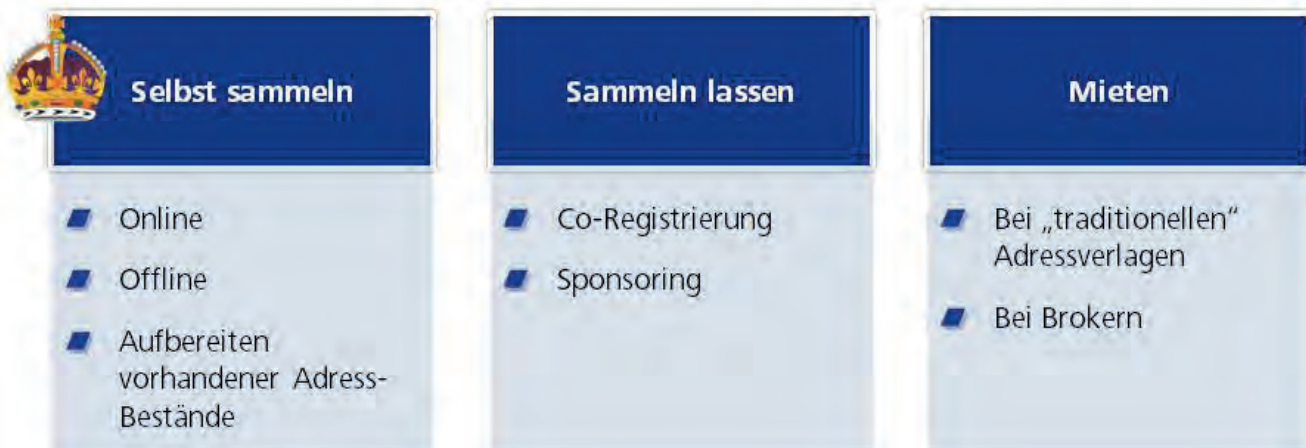 Selbst sammeln
Online
Offline
Aufbereiten
vorhandener Adress-
Bestände
Sammeln lassen
Co-Registrierung
Sponsoring
Mieten
Bei „traditionellen“
Adressverlagen
Bei Brokern